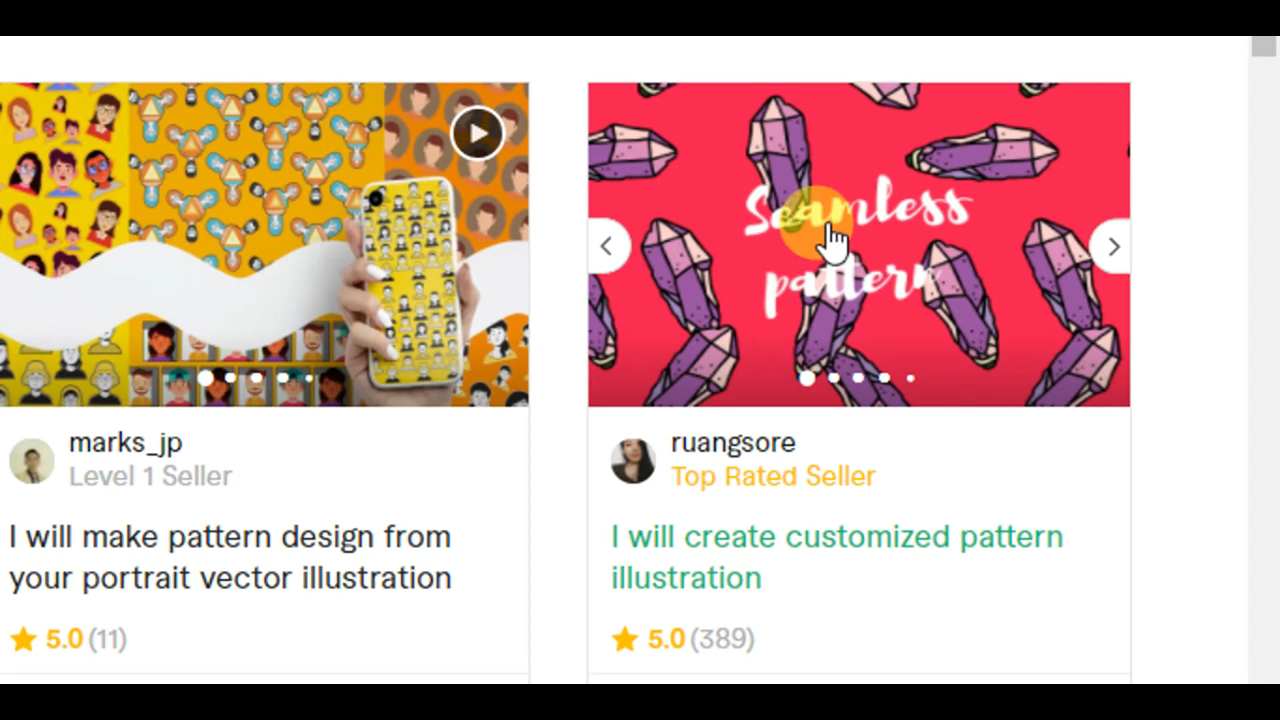 Seamless
pattern
marks_jp
Level 1 Seller
I will make pattern design from
your portrait vector illustration
5.0 (11)
ruangsore
Top Rated Seller
I will create customized pattern
illustration
5.0 (389)